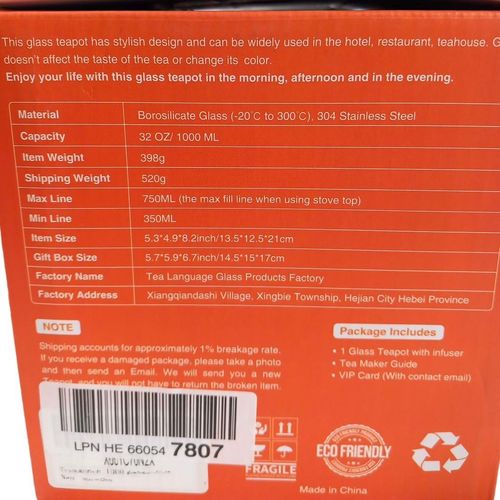 This glass teapot has stylish design and can be widely used in the hotel, restaurant, teahouse. G
doesn't affect the taste of the tea or change its color.
Enjoy your life with this glass teapot in the morning, afternoon and in the evening.
Material Borosilicate Glass (-20°C to 300°C), 304 Stainless Steel
Capacity 32 OZ/ 1000 ML
Item Weight 398g
Shipping Weight 520g
Max Line 750ML (the max fill line when using stove top)
Min Line 350ML
Item Size 5.3*4.9*8.2inch/13.5*12.5*21cm
Gift Box Size 5.7*5.9*6.7inch/14.5*15*17cm
Factory Name Tea Language Glass Products Factory
Factory Address Xiangqiandashi Village, Xingbie Township, Hejian City Hebei Province
NOTE
Shipping accounts for approximately 1% breakage rate.
If you receive a damaged package, please take a photo
and then send an Email. We will send you a new
Teapot, and you will not have to return the broken item.
Package Includes
1 Glass Teapot with infuser
Tea Maker Guide
VIP Card (With contact email)
LPN HE 66054 7807
FRAGILE
ECO FRIENDLY
Made in China